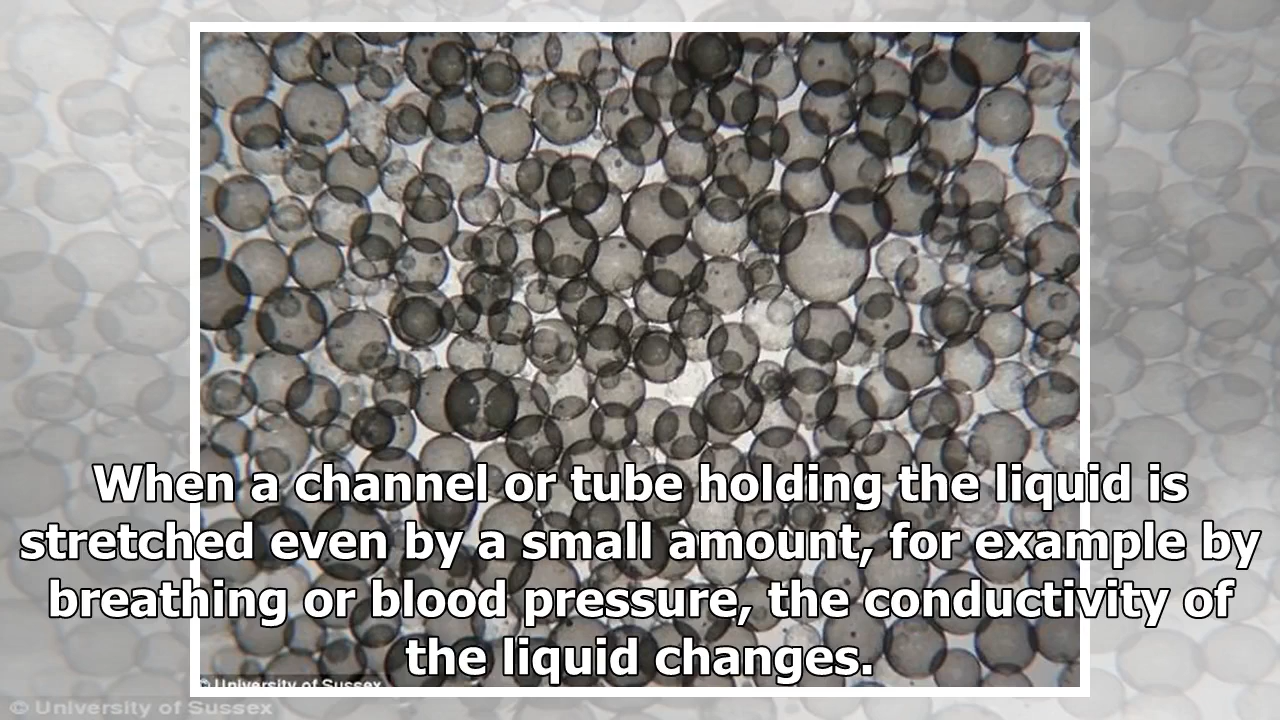 When a channel or tube holding the liquid is
stretched even by a small amount, for example by
breathing or blood pressure, the conductivity of
the liquid changes.
© University of Sussex
© University of Sussex